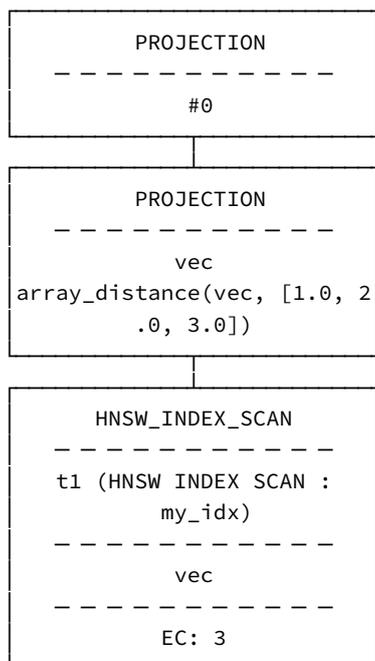 PROJECTION
#0
PROJECTION
vec
array_distance(vec, [1.0, 2
.0, 3.0])
HNSW_INDEX_SCAN
t1 (HNSW INDEX SCAN :
my_idx)
vec
EC: 3